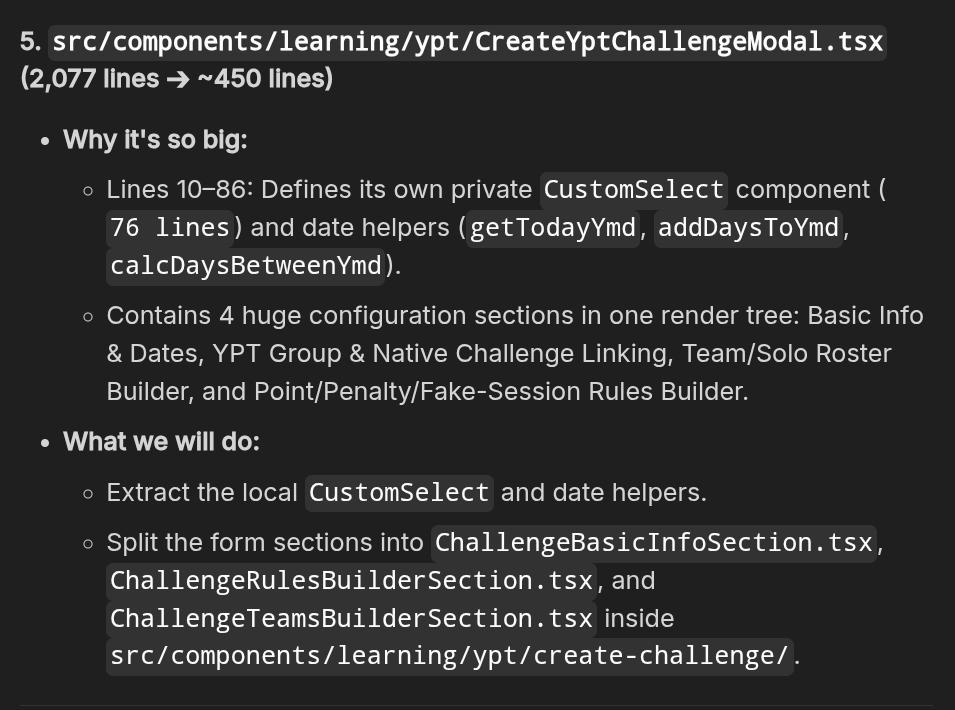 5. src/components/learning/ypt/CreateYptChallengeModal.tsx
(2,077 lines → ~450 lines)
• Why it's so big:
◦ Lines 10–86: Defines its own private CustomSelect component (
76 lines) and date helpers (getTodayYmd, addDaysToYmd,
calcDaysBetweenYmd).
◦ Contains 4 huge configuration sections in one render tree: Basic Info
& Dates, YPT Group & Native Challenge Linking, Team/Solo Roster
Builder, and Point/Penalty/Fake-Session Rules Builder.
• What we will do:
◦ Extract the local CustomSelect and date helpers.
◦ Split the form sections into ChallengeBasicInfoSection.tsx,
ChallengeRulesBuilderSection.tsx, and
ChallengeTeamsBuilderSection.tsx inside
src/components/learning/ypt/create-challenge/.